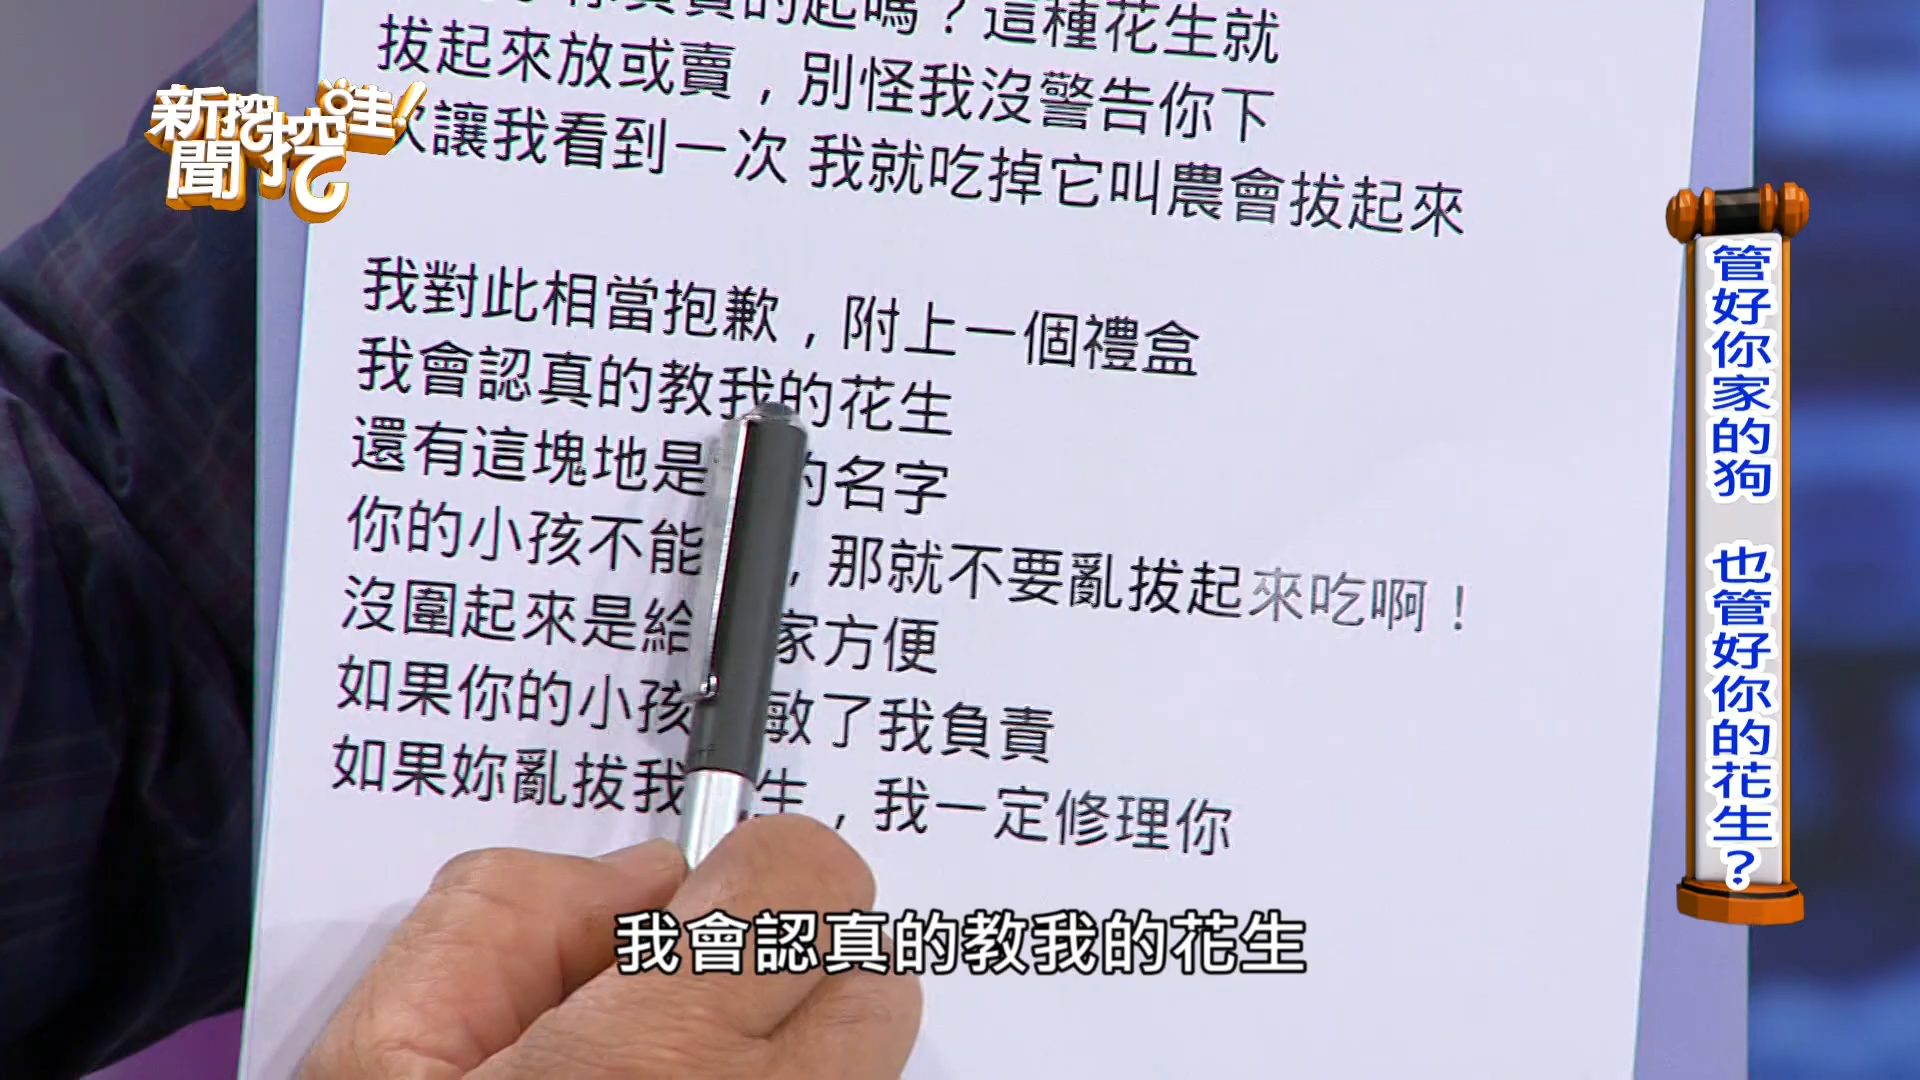 的起嗎？這種花生就
拔起來放或賣，別怪我沒警告你下
新聞挖挖哇！
次讓我看到一次 我就吃掉它叫農會拔起來
我對此相當抱歉，附上一個禮盒
我會認真的教我的花生
還有這塊地是 的名字
你的小孩不能 ，那就不要亂拔起來吃啊！
沒圍起來是給 家方便
如果你的小孩 敏了我負責
如果妳亂拔我 生，我一定修理你
管好你家的狗 也管好你的花生？
我會認真的教我的花生